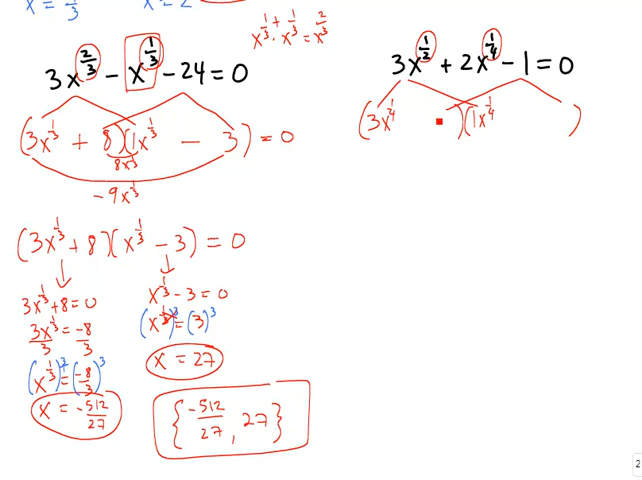 x = 8/3
x^{1/3} · x^{1/3} = x^{2/3}
1/3 + 1/3
3x^{2/3} − x^{1/3} − 24 = 0
(3x^{1/3} + 8)(1x^{1/3} − 3) = 0
8x^{1/3}
−9x^{1/3}
(3x^{1/3} + 8)(x^{1/3} − 3) = 0
3x^{1/3} + 8 = 0
3x^{1/3}/3 = −8/3
(x^{1/3})^3 = (−8/3)^3
x = −512/27
x^{1/3} − 3 = 0
(x^{1/3})^3 = (3)^3
x = 27
{−512/27, 27}
3x^{1/2} + 2x^{1/4} − 1 = 0
(3x^{1/4} )(1x^{1/4} )
2